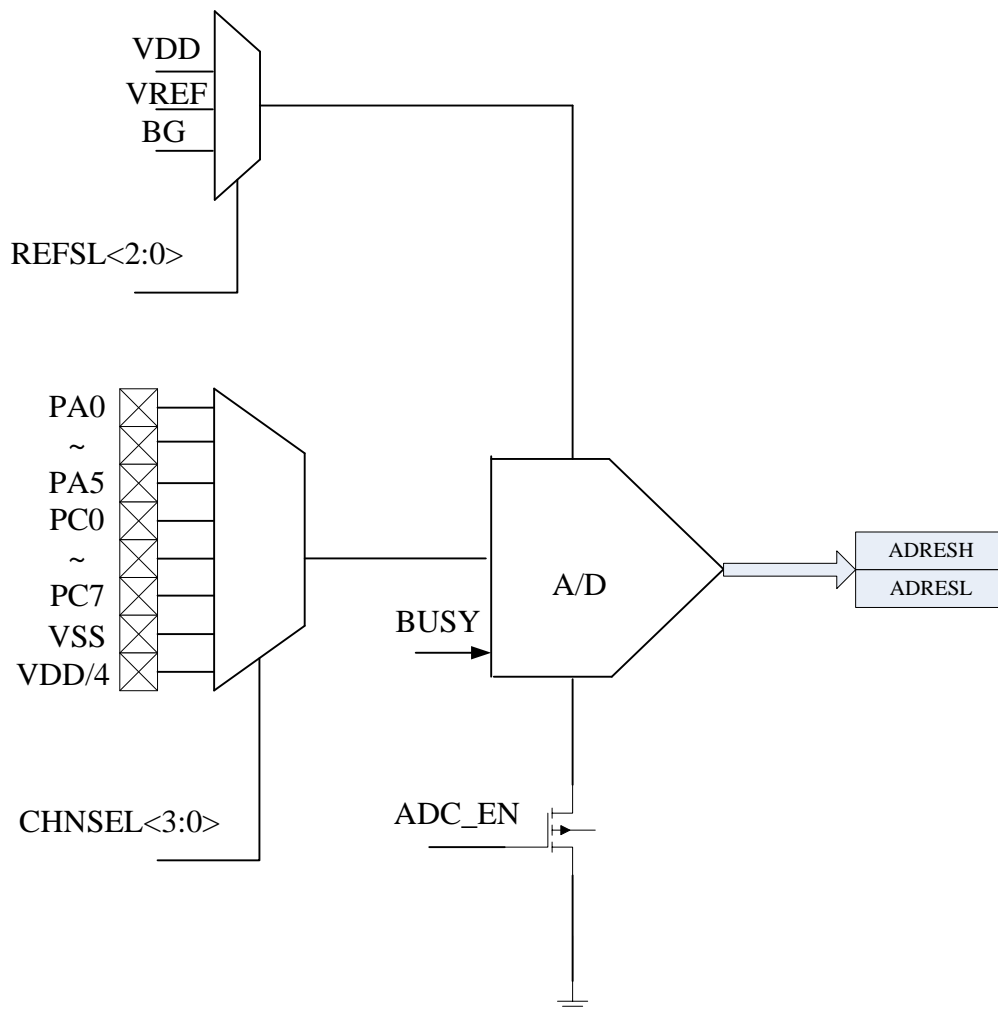 VDD
VREF
BG
REFSL<2:0>
PA0
~
PA5
PC0
~
PC7
VSS
VDD/4
CHNSEL<3:0>
BUSY
A/D
ADC_EN
ADRESH
ADRESL